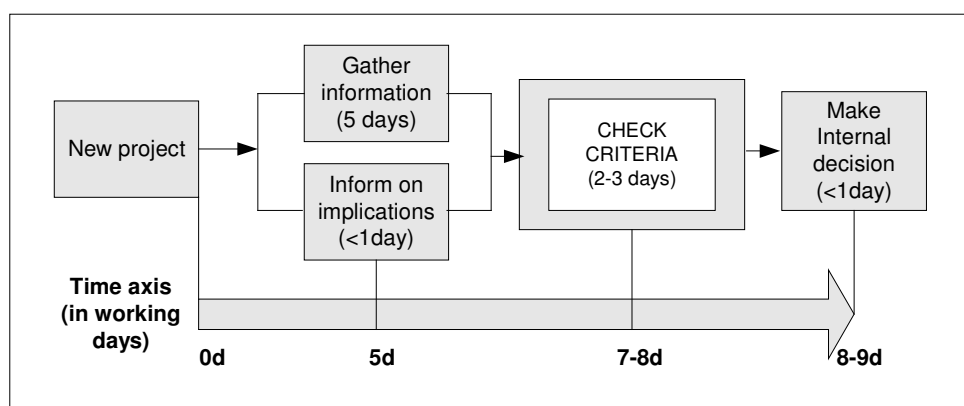 New project
Gather
information
(5 days)
Inform on
implications
(<1day)
CHECK
CRITERIA
(2-3 days)
Make
Internal
decision
(<1day)
Time axis
(in working
days)
0d
5d
7-8d
8-9d